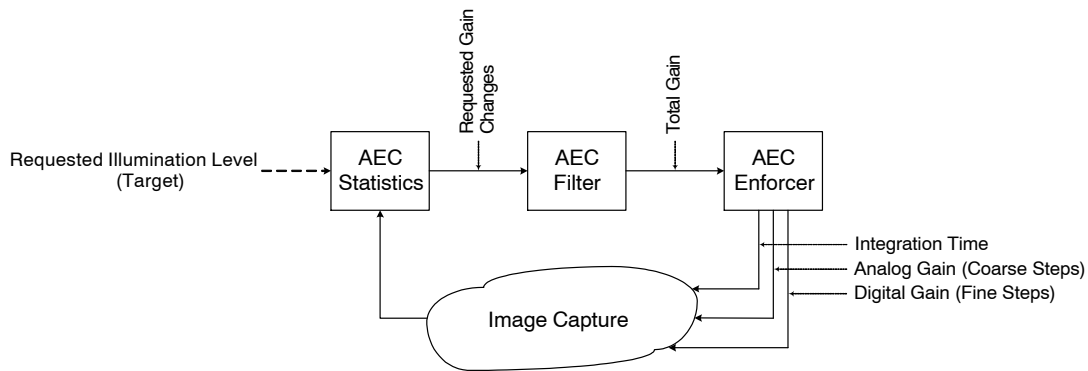 Requested Gain
Changes
Total Gain
Requested Illumination Level
(Target)
AEC
Statistics
AEC
Filter
AEC
Enforcer
Integration Time
Analog Gain (Coarse Steps)
Digital Gain (Fine Steps)
Image Capture